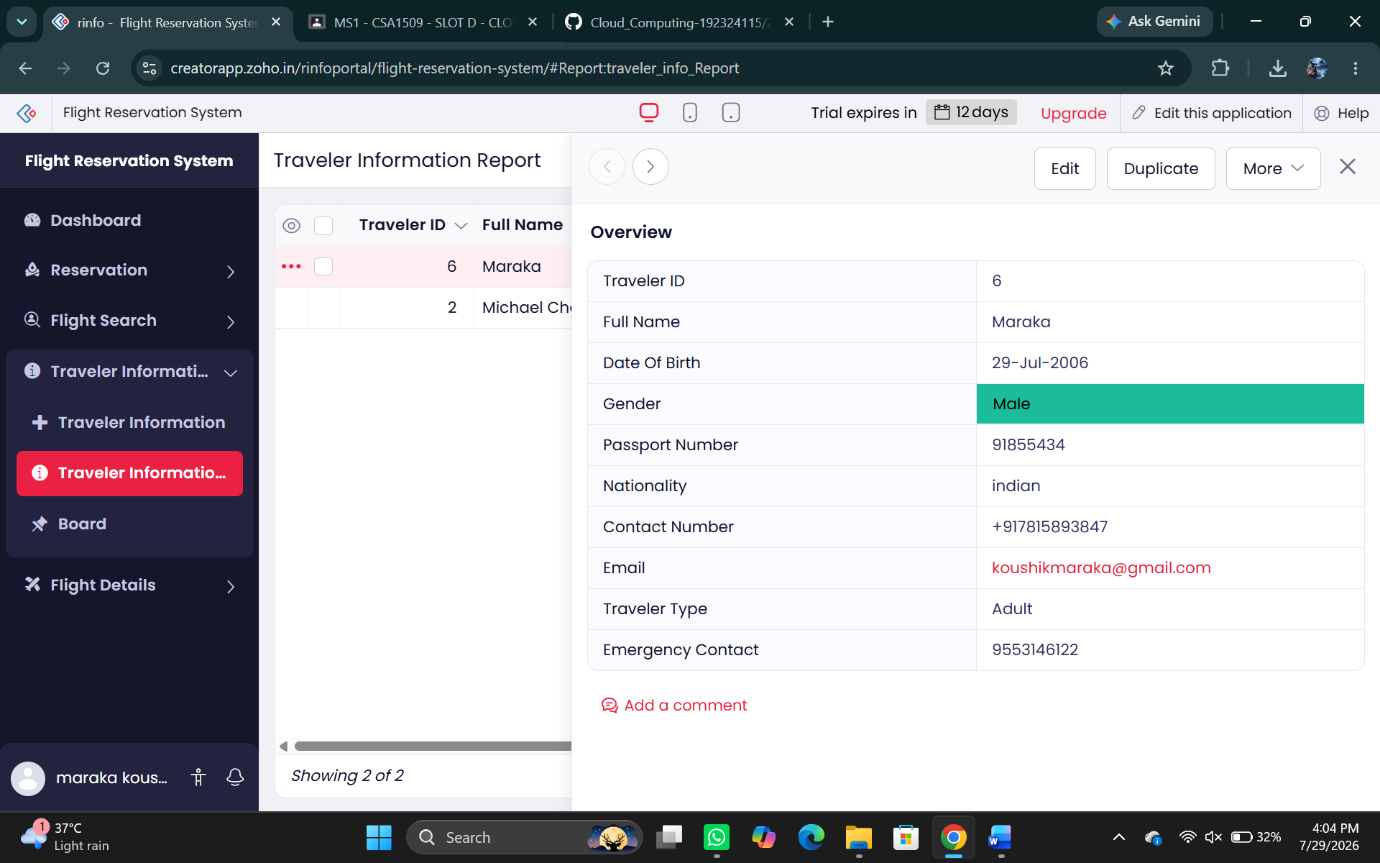 rinfo - Flight Reservation Syste
MS1 - CSA1509 - SLOT D - CLO
Cloud_Computing-192324115/
Ask Gemini
creatorapp.zoho.in/rinfoportal/flight-reservation-system/#Report:traveler_info_Report
Flight Reservation System
Trial expires in 12 days
Upgrade
Edit this application
Help
Flight Reservation System
Dashboard
Reservation
Flight Search
Traveler Informati...
Traveler Information
Traveler Informatio...
Board
Flight Details
maraka kous...
Traveler Information Report
Traveler ID Full Name
6 Maraka
2 Michael Ch
Showing 2 of 2
Edit
Duplicate
More
Overview
Traveler ID 6
Full Name Maraka
Date Of Birth 29-Jul-2006
Gender Male
Passport Number 91855434
Nationality indian
Contact Number +917815893847
Email koushikmaraka@gmail.com
Traveler Type Adult
Emergency Contact 9553146122
Add a comment
1
37°C
Light rain
Search
32%
4:04 PM
7/29/2026